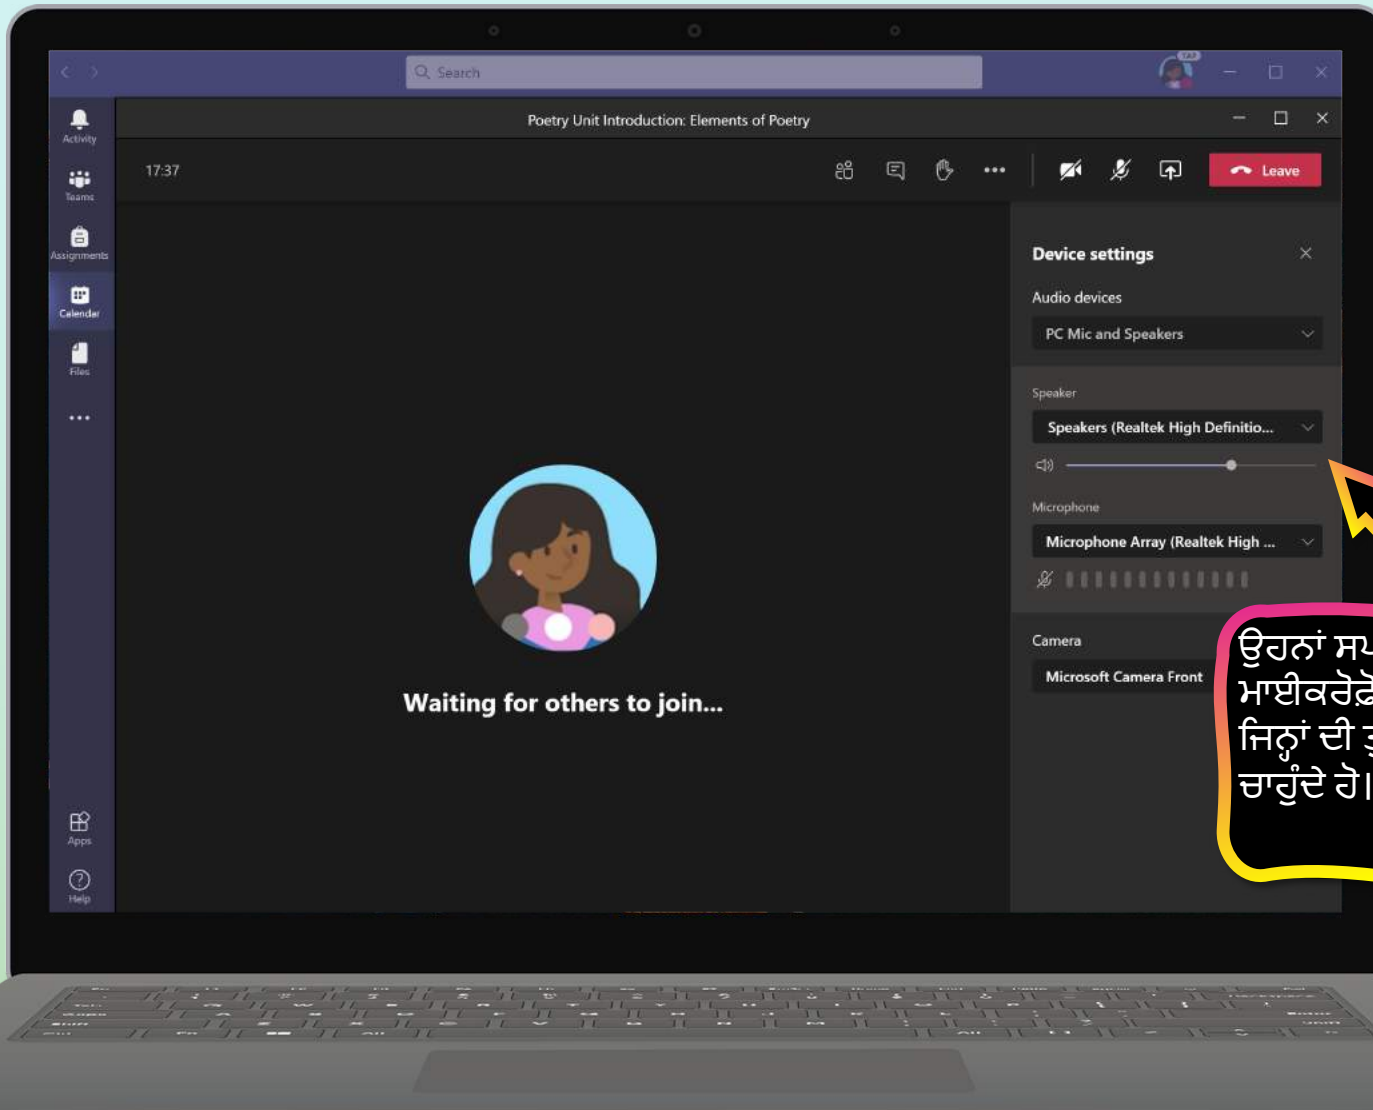 Search
TAP
Activity
Poetry Unit Introduction: Elements of Poetry
17:37
Leave
Teams
Assignments
Calendar
Files
Device settings
Audio devices
PC Mic and Speakers
Speaker
Speakers (Realtek High Definitio...
Microphone
Microphone Array (Realtek High ...
Camera
Microsoft Camera Front
Waiting for others to join...
ਉਹਨਾਂ
ਜਿਨ੍ਹਾਂ ਦੀ
ਚਾਹੁੰਦੇ ਹੋ।
Apps
Help